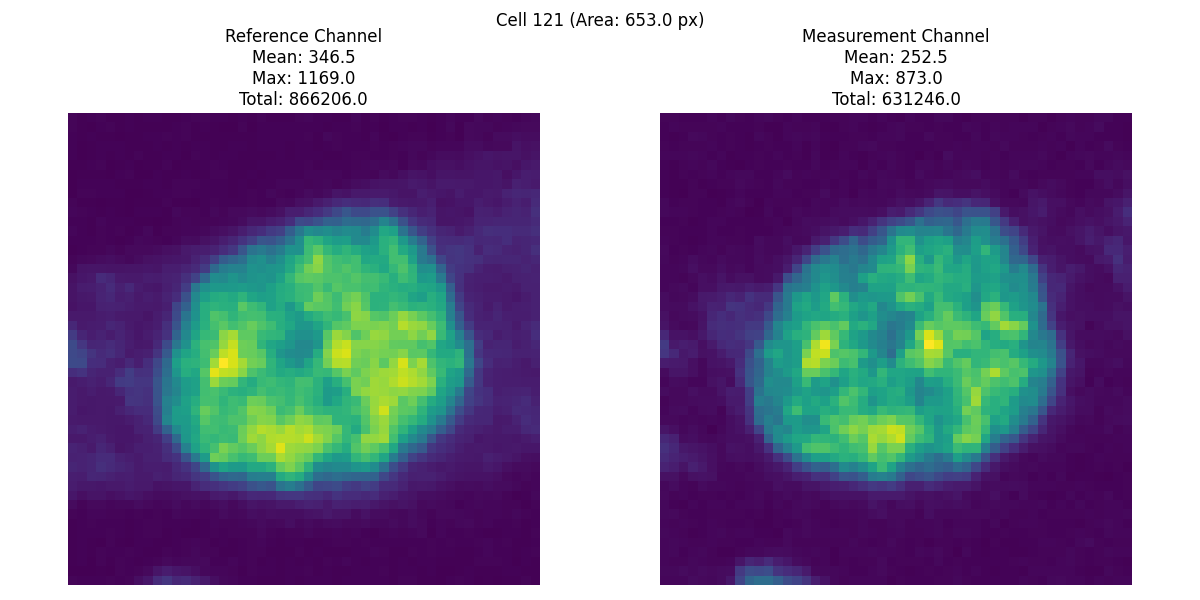 Cell 121 (Area: 653.0 px)
Reference Channel
Mean: 346.5
Max: 1169.0
Total: 866206.0
Measurement Channel
Mean: 252.5
Max: 873.0
Total: 631246.0